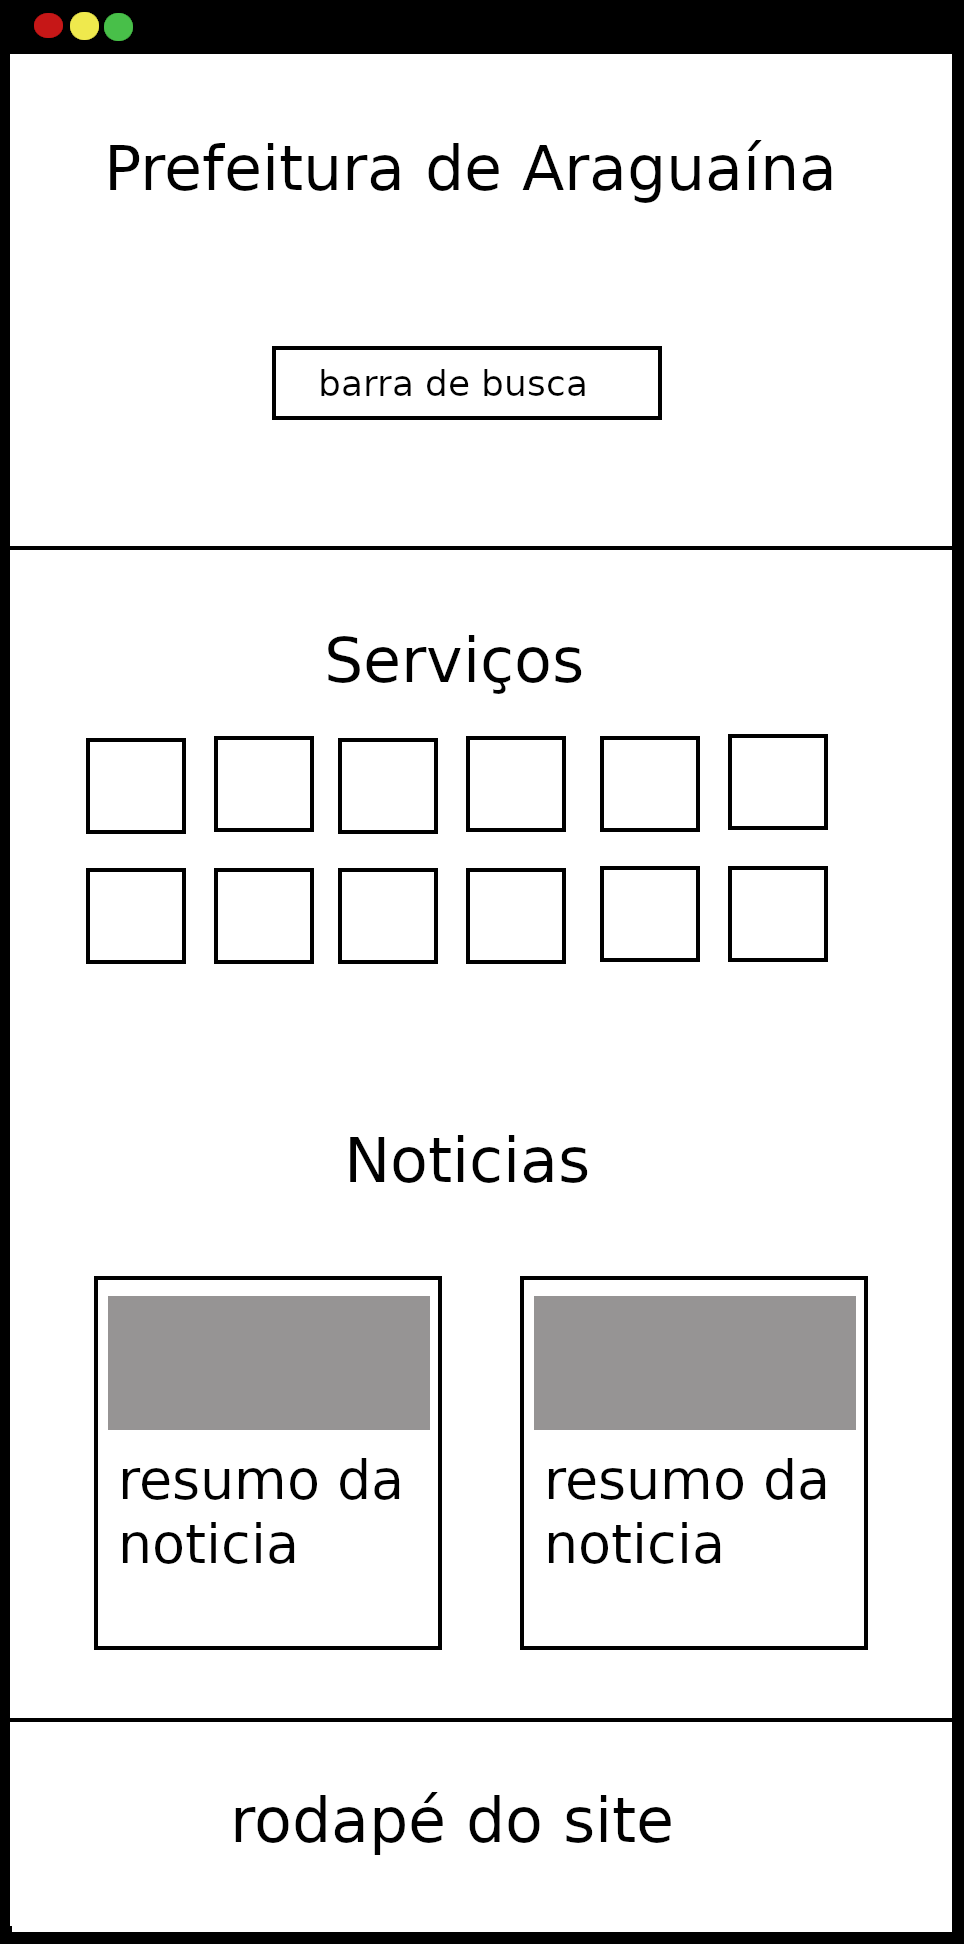 Prefeitura de Araguaína
barra de busca
Serviços
Noticias
resumo da
noticia
resumo da
noticia
rodapé do site